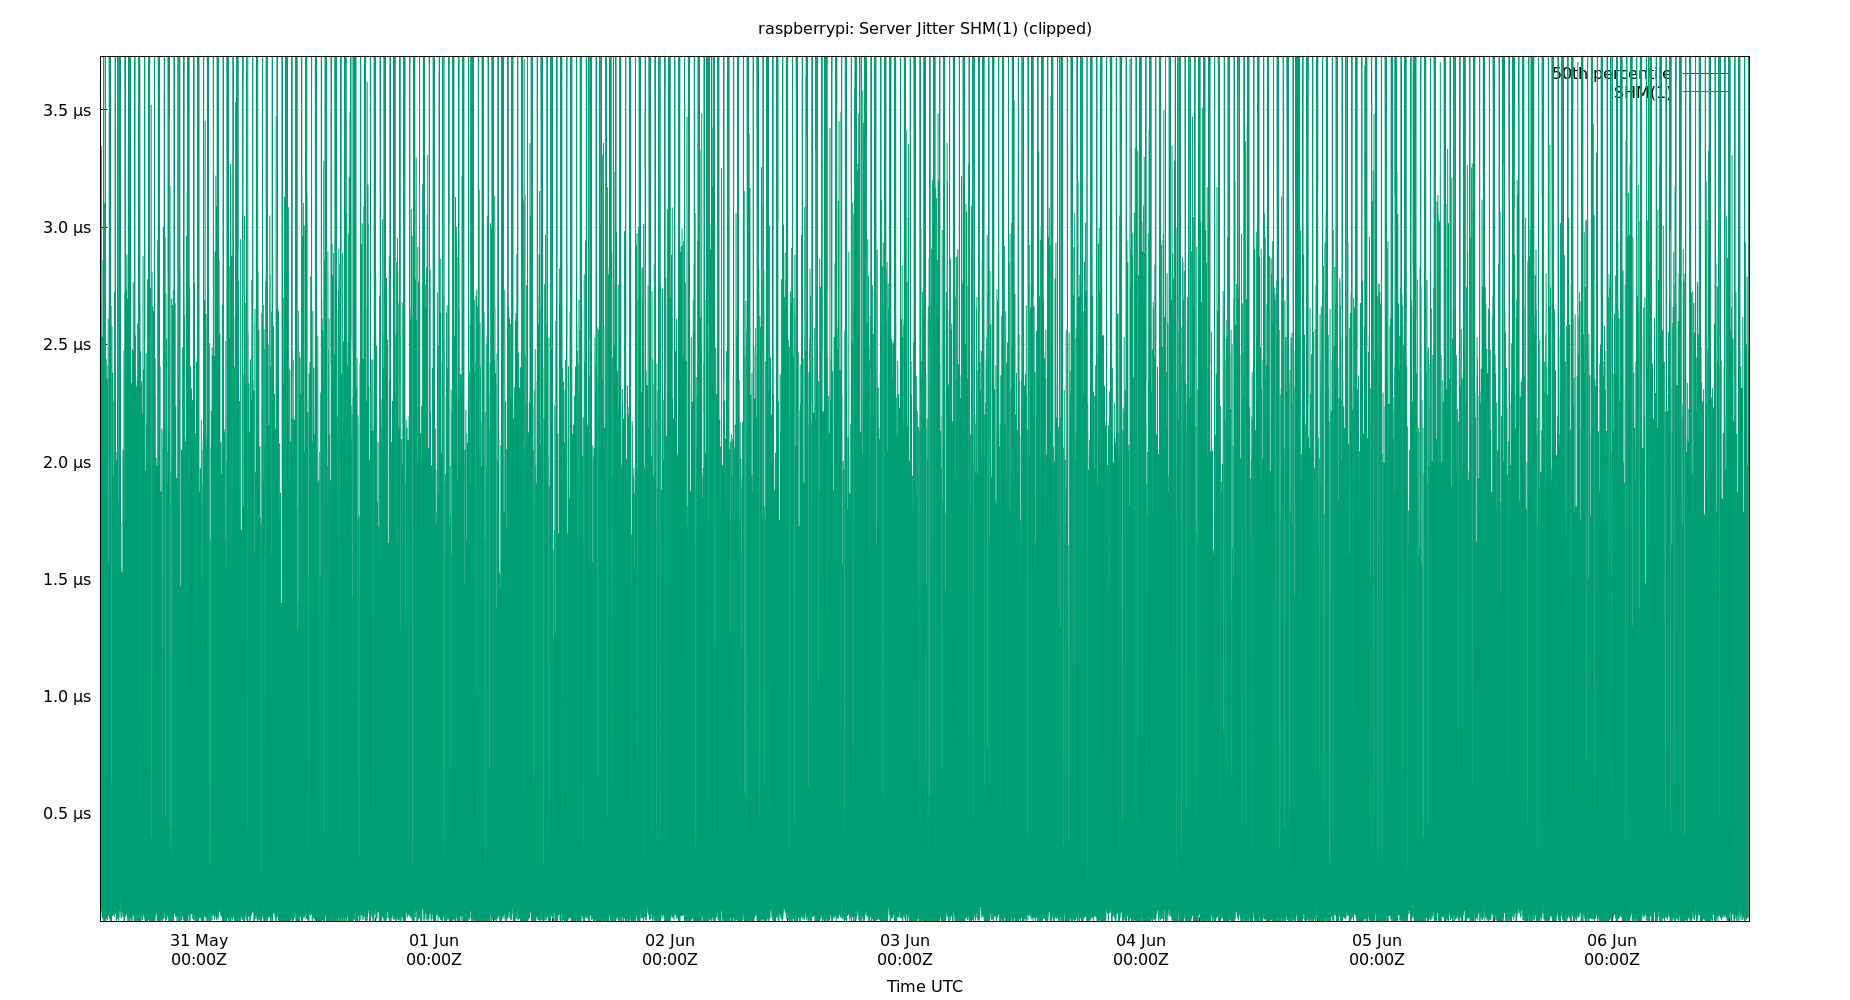 raspberrypi: Server Jitter SHM(1) (clipped)
50th percentile
SHM(1)
3.5 µs
3.0 µs
2.5 µs
2.0 µs
1.5 µs
1.0 µs
0.5 µs
31 May 01 Jun 02 Jun 03 Jun 04 Jun 05 Jun 06 Jun
00:00Z 00:00Z 00:00Z 00:00Z 00:00Z 00:00Z 00:00Z
Time UTC